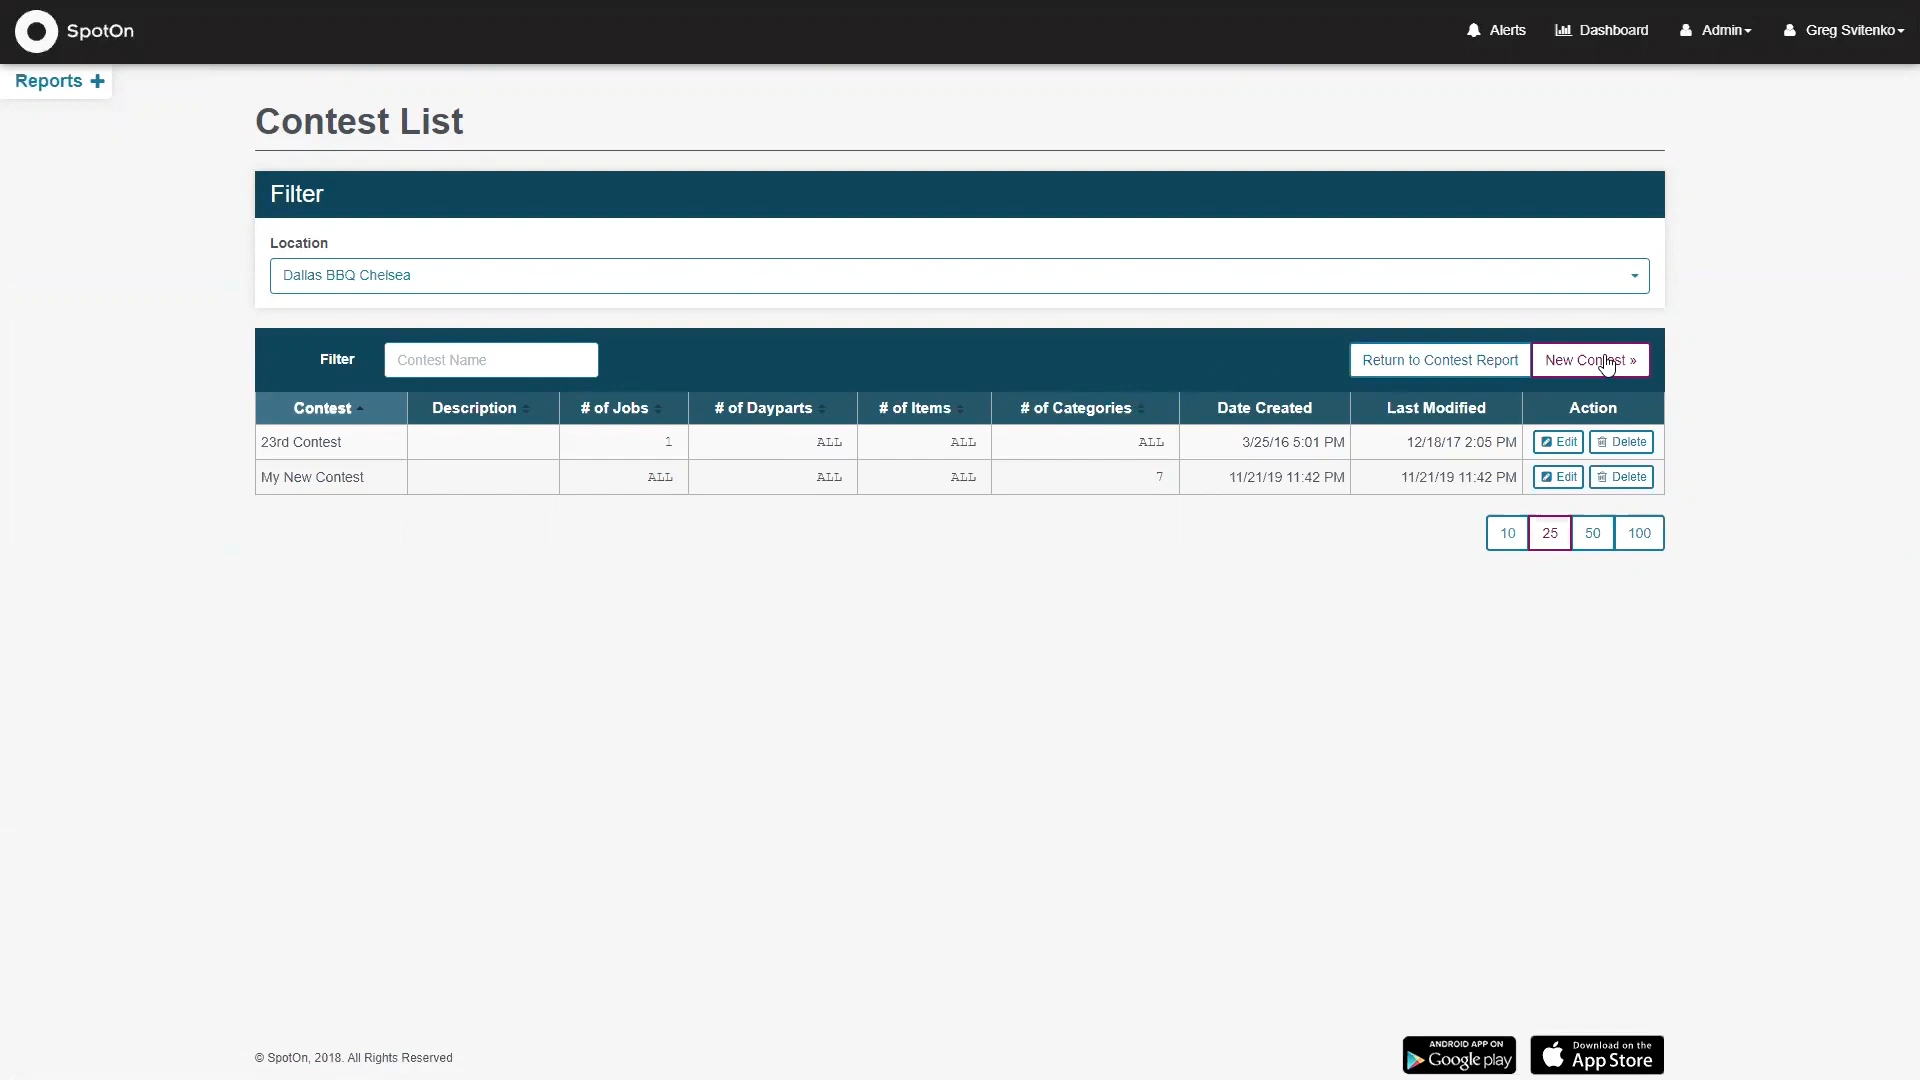 SpotOn
Alerts Dashboard Admin Greg Svitenko
Reports
Contest List
Filter
Location
Dallas BBQ Chelsea
Filter Contest Name Return to Contest Report New Contest »
Contest Description # of Jobs # of Dayparts # of Items # of Categories Date Created Last Modified Action
23rd Contest 1 ALL ALL ALL 3/25/16 5:01 PM 12/18/17 2:05 PM Edit Delete
My New Contest ALL ALL ALL 7 11/21/19 11:42 PM 11/21/19 11:42 PM Edit Delete
10 25 50 100
© SpotOn, 2018. All Rights Reserved
ANDROID APP ON
Google play
Download on the
App Store